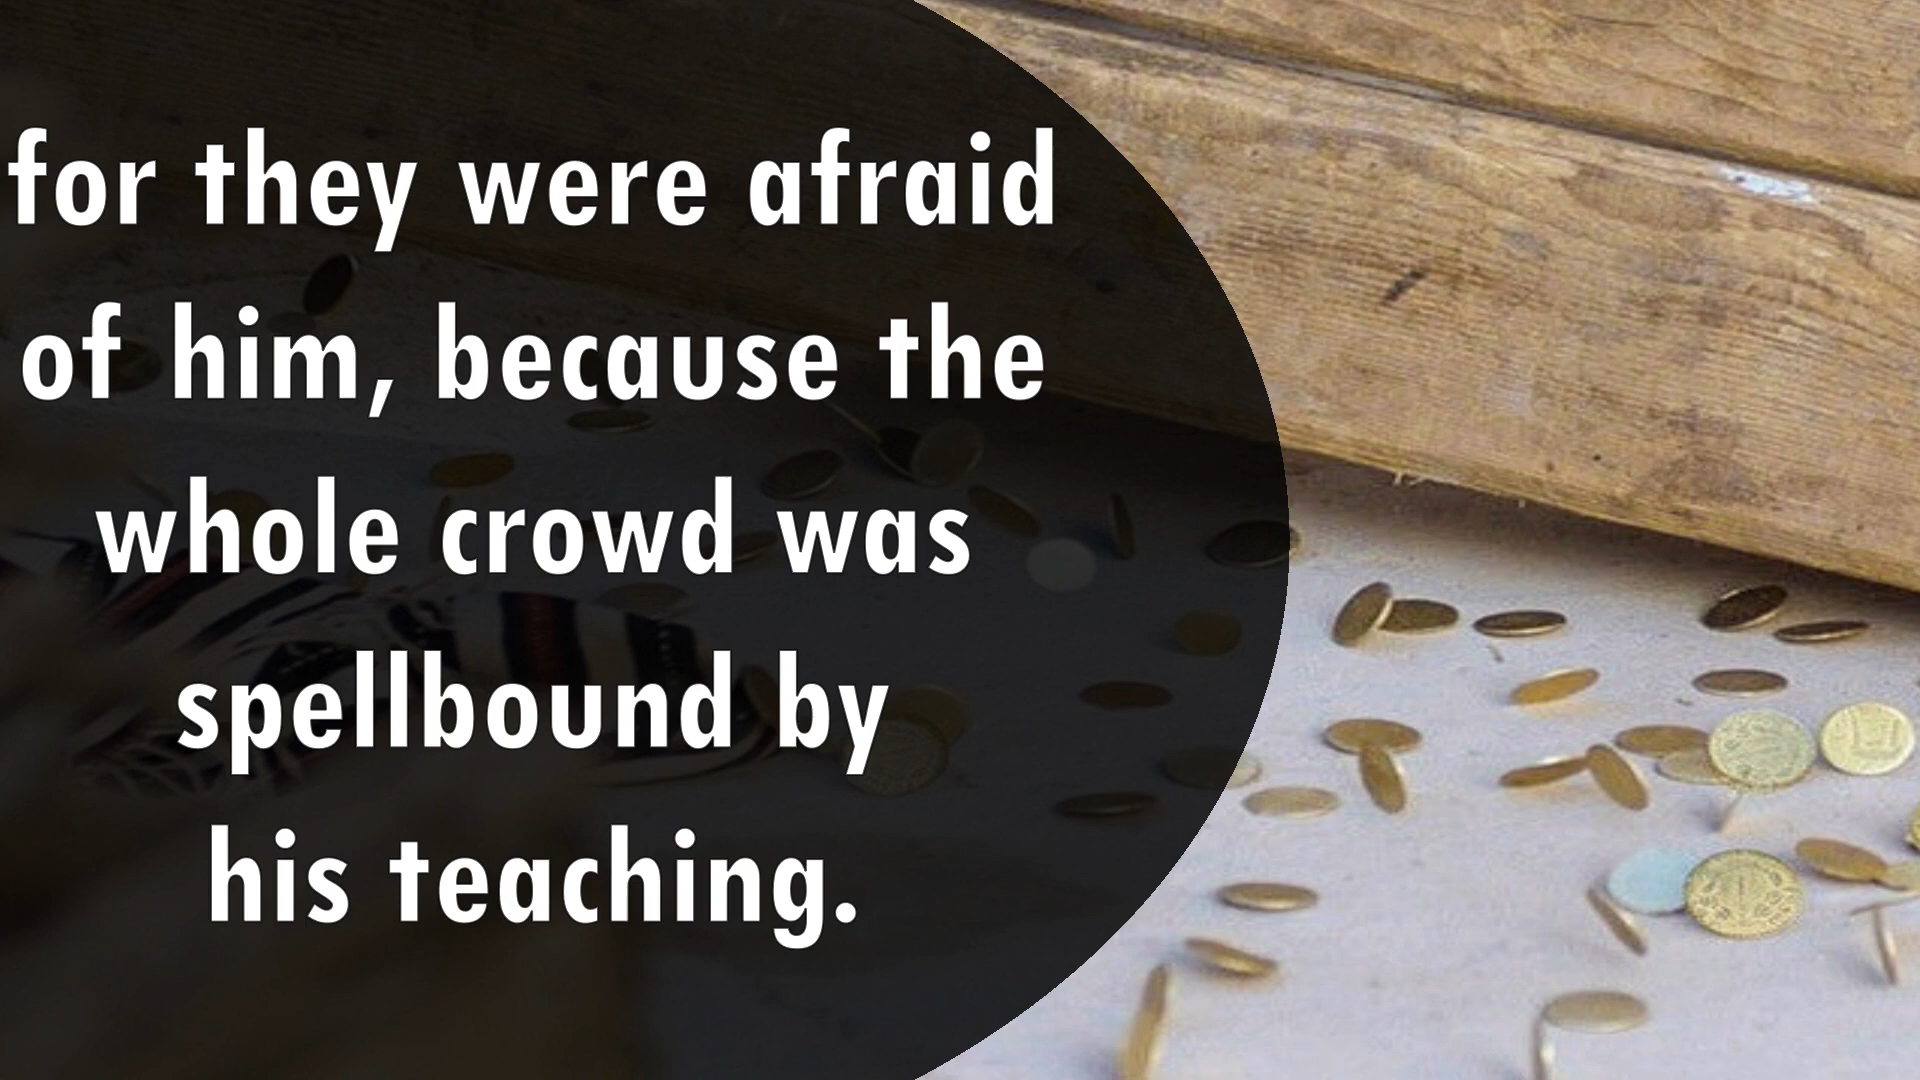 for they were afraid
of him, because the
whole crowd was
spellbound by
his teaching.